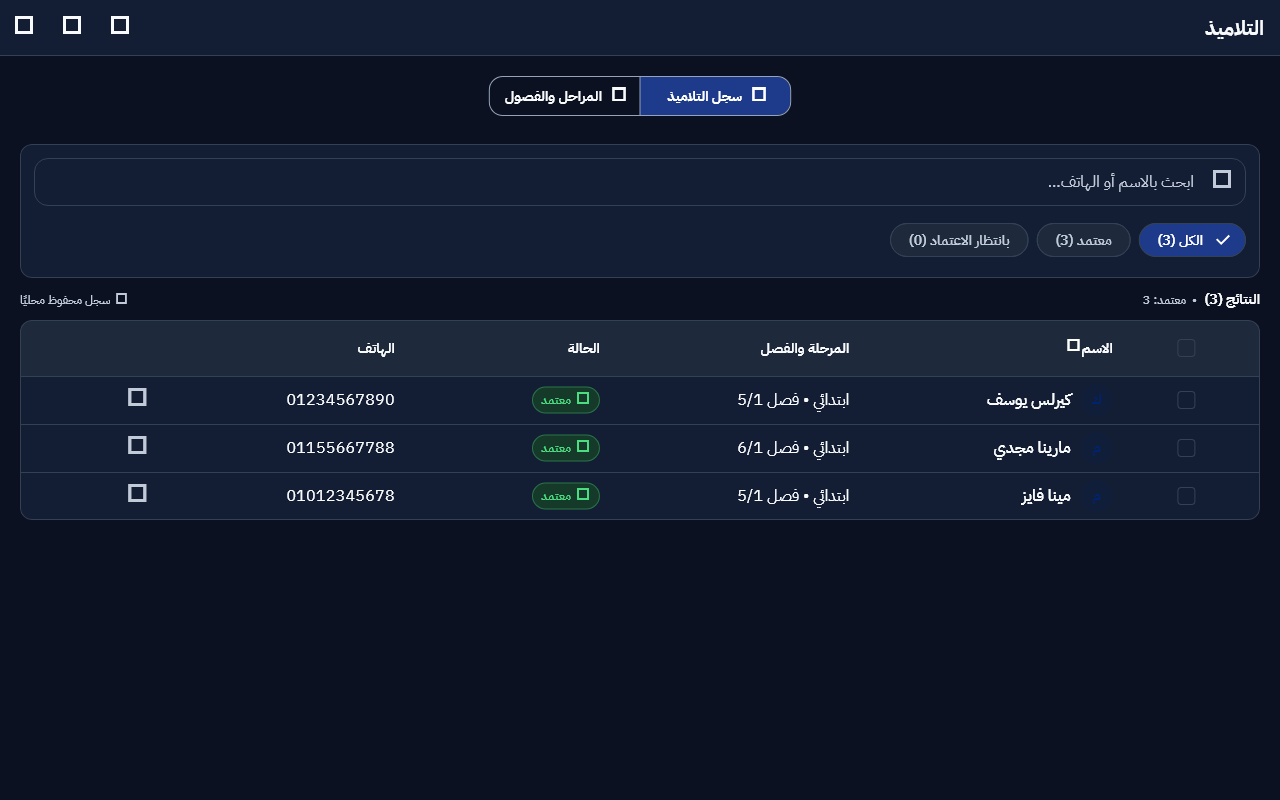 التلاميذ
سجل التلاميذ
المراحل والفصول
ابحث بالاسم أو الهاتف...
الكل (3)
معتمد (3)
بانتظار الاعتماد (0)
النتائج (3) • معتمد: 3
سجل محفوظ محليًا
الاسم المرحلة والفصل الحالة الهاتف
كيرلس يوسف ابتدائي • فصل 5/1 معتمد 01234567890
مارينا مجدي ابتدائي • فصل 6/1 معتمد 01155667788
مينا فايز ابتدائي • فصل 5/1 معتمد 01012345678